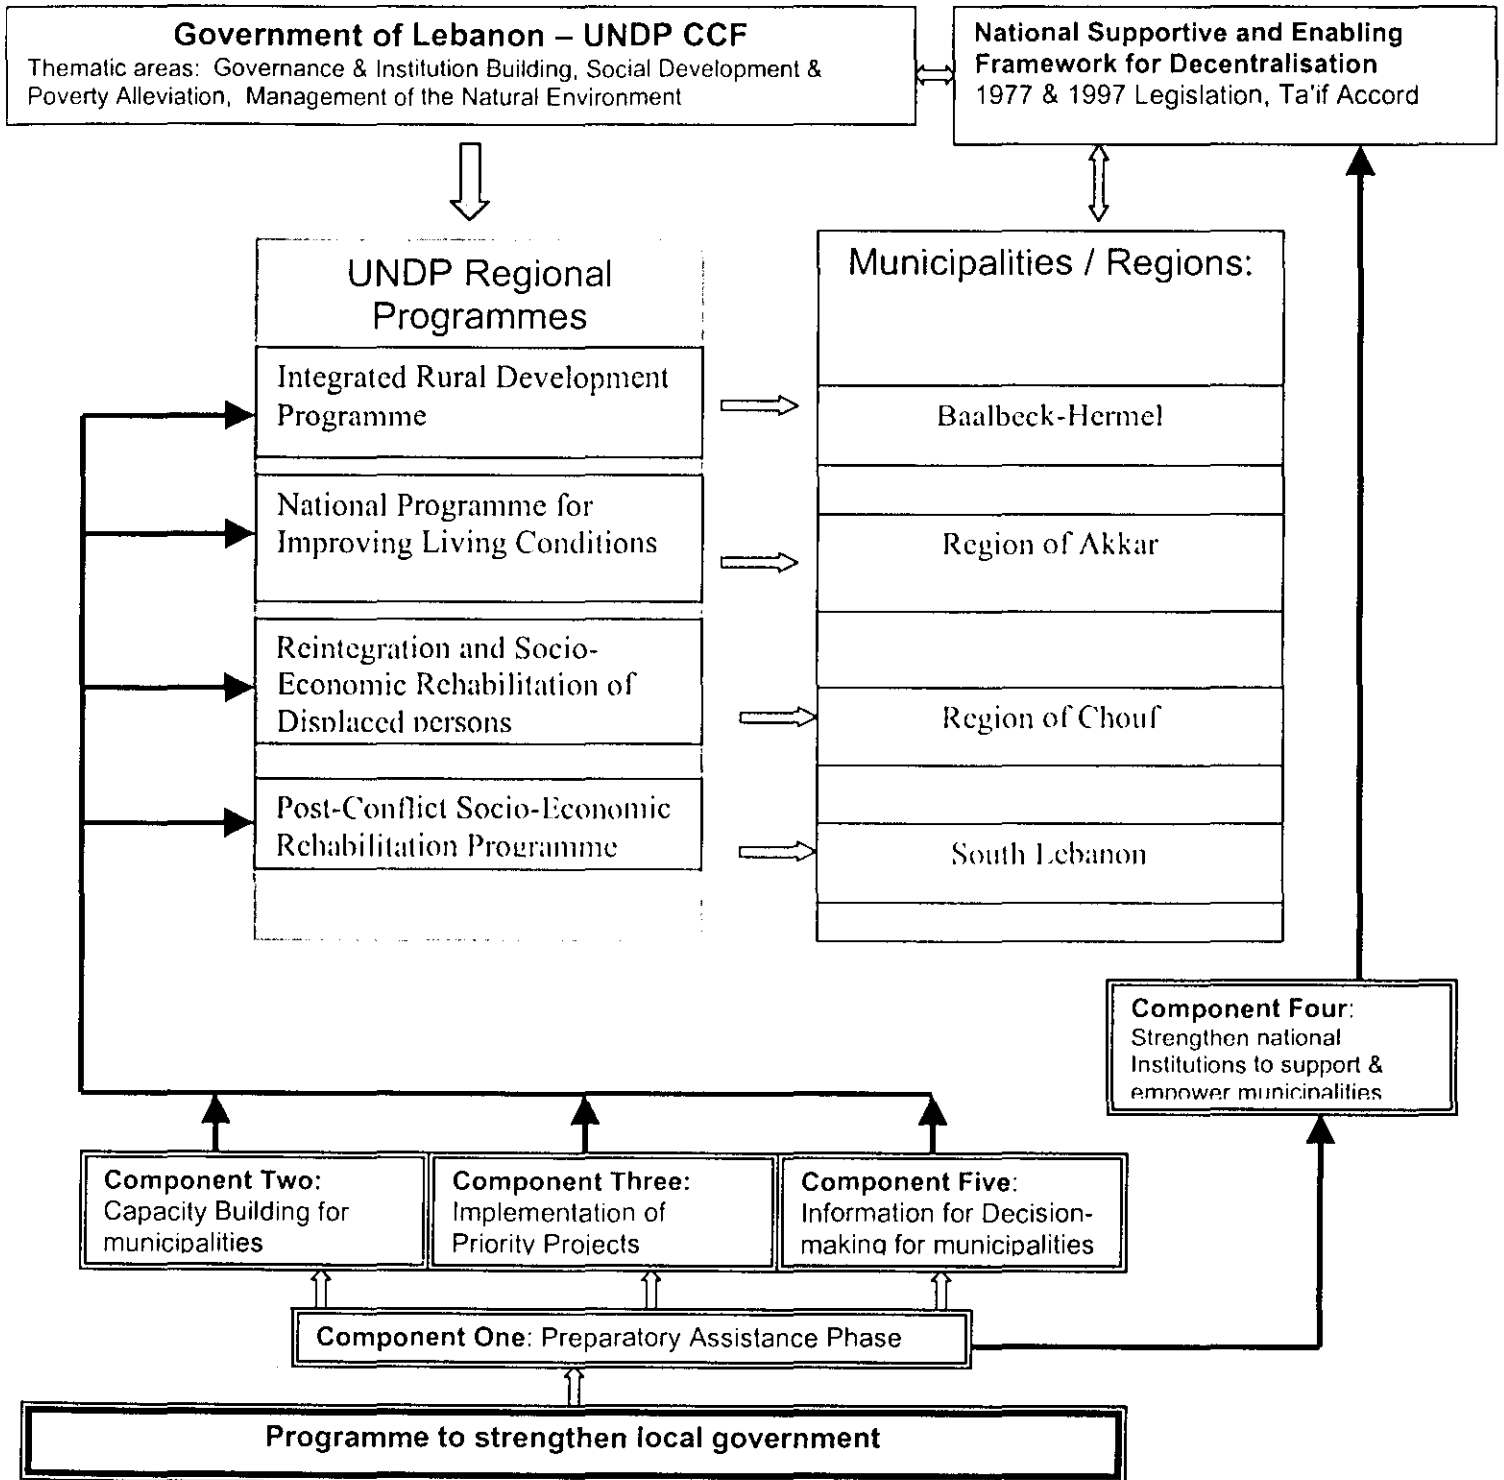 Government of Lebanon – UNDP CCF
Thematic areas: Governance & Institution Building, Social Development &
Poverty Alleviation, Management of the Natural Environment
National Supportive and Enabling
Framework for Decentralisation
1977 & 1997 Legislation, Ta'if Accord
UNDP Regional
Programmes
Integrated Rural Development
Programme
National Programme for
Improving Living Conditions
Reintegration and Socio-
Economic Rehabilitation of
Displaced persons
Post-Conflict Socio-Economic
Rehabilitation Programme
Municipalities / Regions:
Baalbeck-Hermel
Region of Akkar
Region of Chouf
South Lebanon
Component Four:
Strengthen national
Institutions to support &
empower municipalities
Component Two:
Capacity Building for
municipalities
Component Three:
Implementation of
Priority Projects
Component Five:
Information for Decision-
making for municipalities
Component One: Preparatory Assistance Phase
Programme to strengthen local government